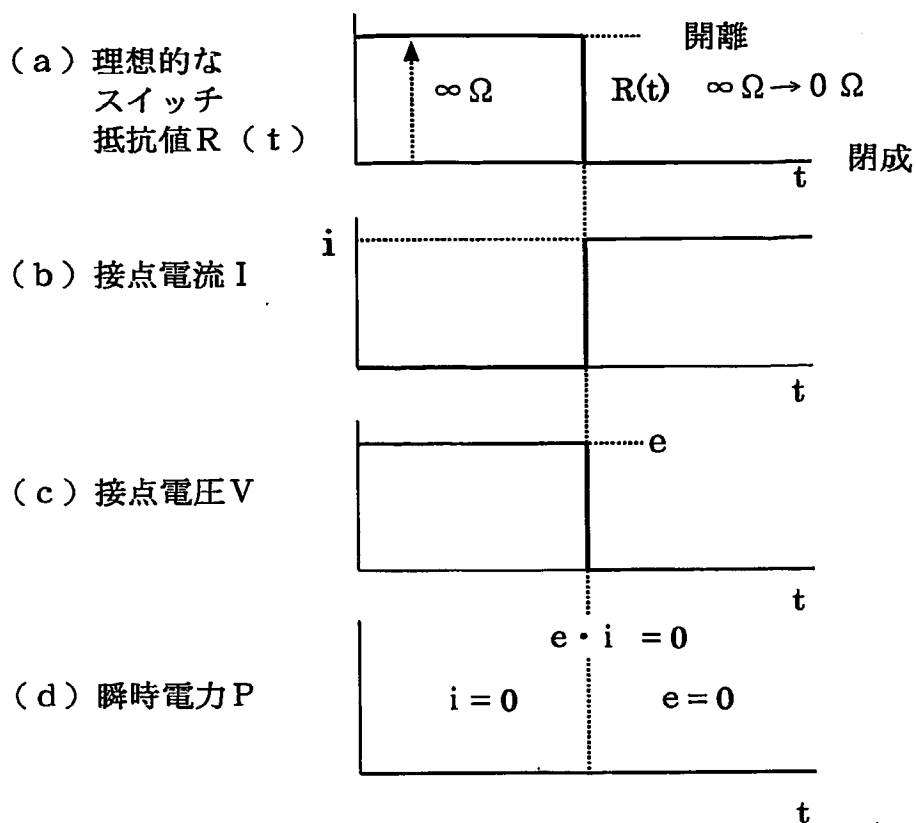 (a)理想的な
スイッチ
抵抗値R(t)
∞Ω
開離
R(t) ∞Ω→0 Ω
t
閉成
(b)接点電流I
i
t
(c)接点電圧V
e
t
(d)瞬時電力P
e・i =0
i=0
e=0
t